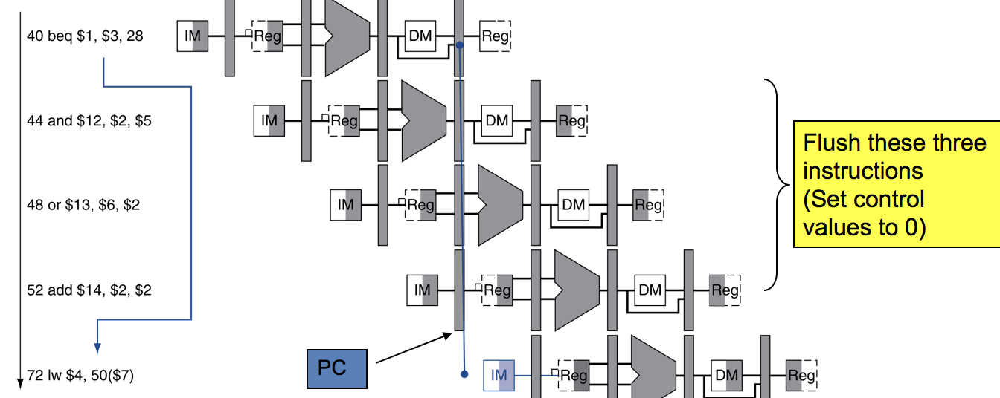 40 beq $1, $3, 28
IM
Reg
DM
Reg
44 and $12, $2, $5
IM
Reg
DM
Reg
48 or $13, $6, $2
IM
Reg
DM
Reg
52 add $14, $2, $2
IM
Reg
DM
Reg
72 lw $4, 50($7)
IM
Reg
DM
Reg
PC
Flush these three
instructions
(Set control
values to 0)